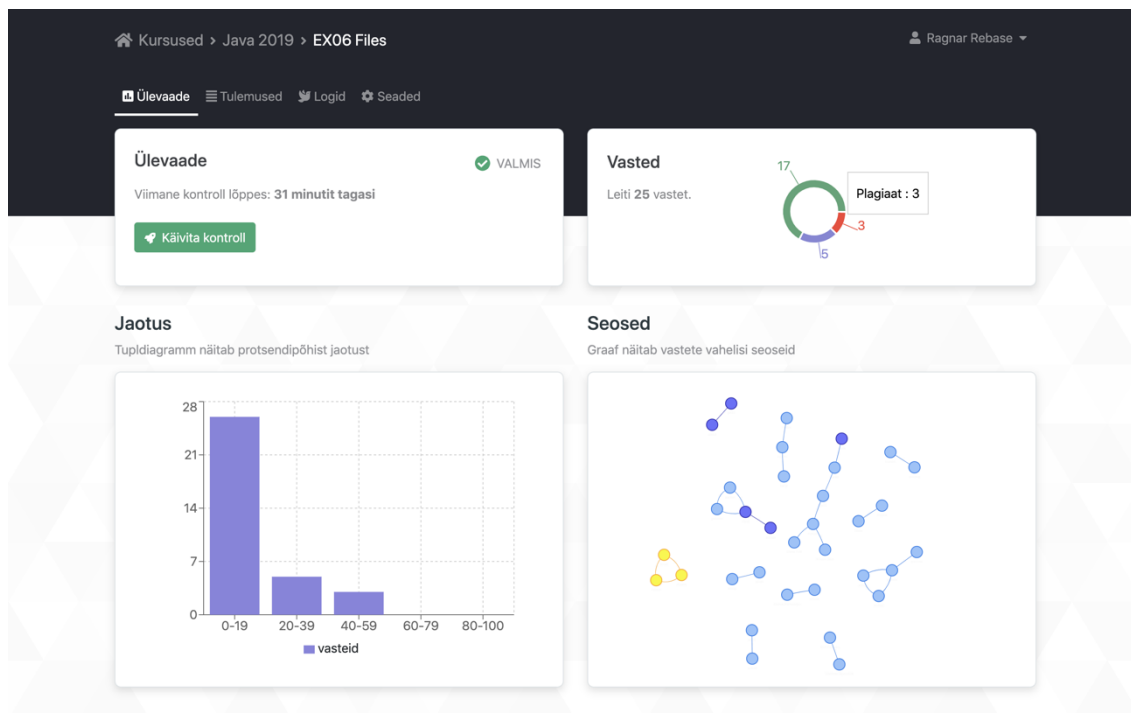 Kursused > Java 2019 > EX06 Files
Ragnar Rebase
Ülevaade Tulemused Logid Seaded
Ülevaade
VALMIS
Viimane kontroll lõppes: 31 minutit tagasi
Käivita kontroll
Vasted
Leiti 25 vastet.
17
Plagiaat : 3
3
5
Jaotus
Tupldiagramm näitab protsendipõhist jaotust
28
21
14
7
0
0-19 20-39 40-59 60-79 80-100
vasteid
Seosed
Graaf näitab vastete vahelisi seoseid